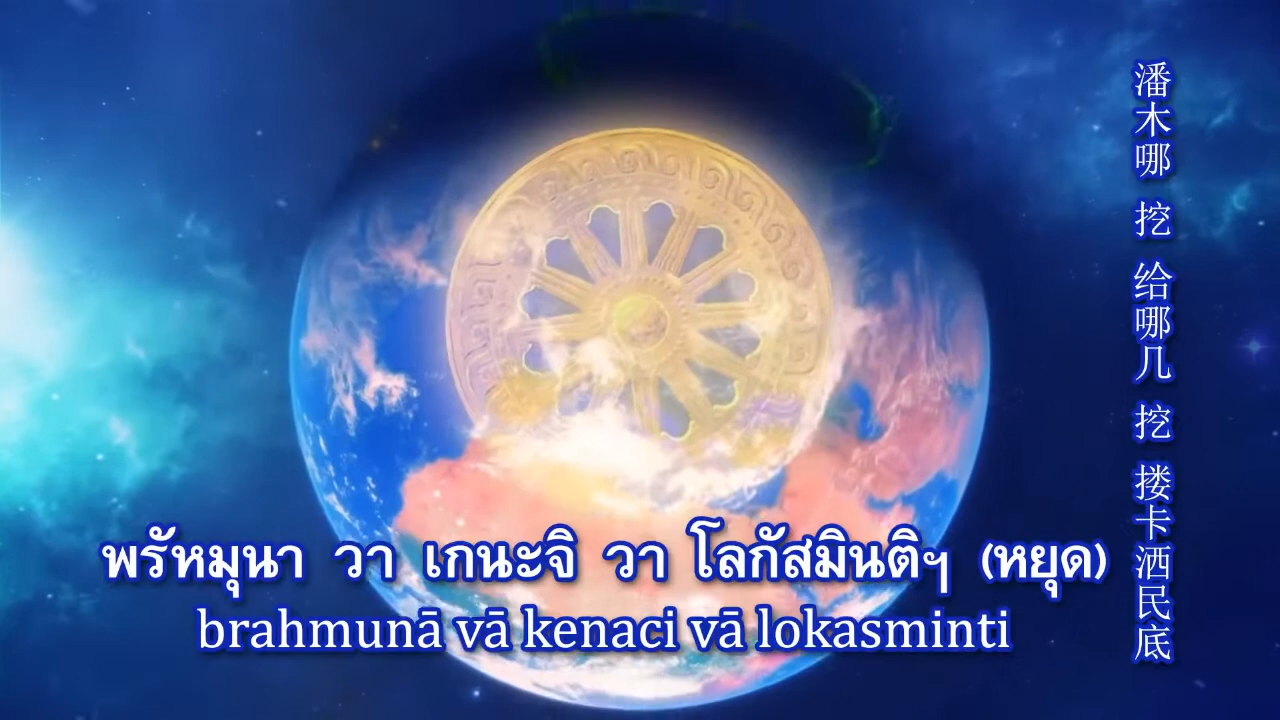 พรัหมุนา วา เกนะจิ วา โลกัสมินติฯ (หยุด)
brahmunā vā kenaci vā lokasminti
潘木哪 挖 给哪几 挖 搂卡洒民底